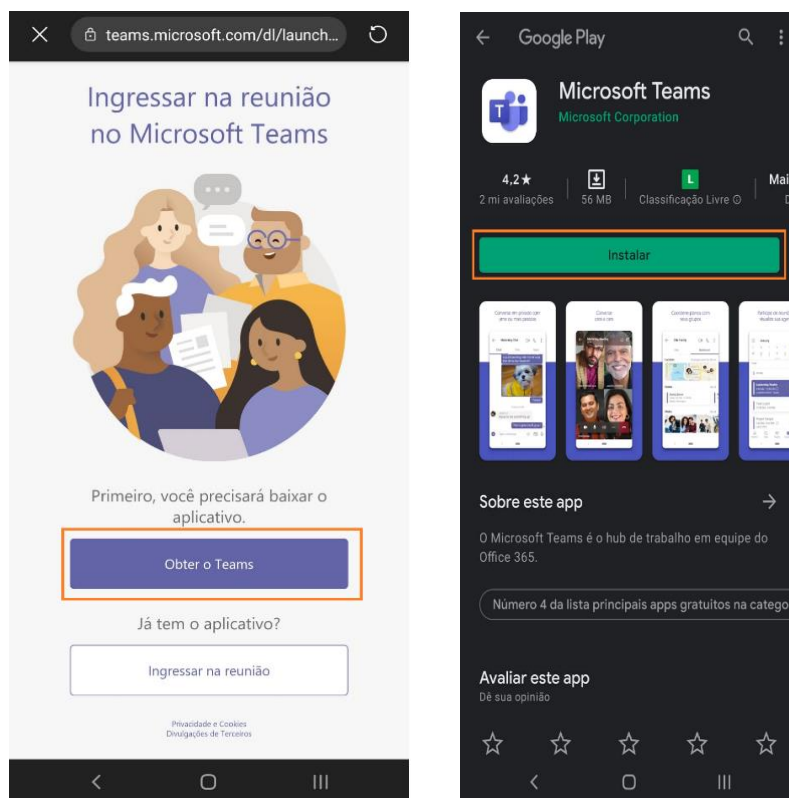 teams.microsoft.com/dl/launch...
Ingressar na reunião
no Microsoft Teams
Primeiro, você precisará baixar o
aplicativo.
Obter o Teams
Já tem o aplicativo?
Ingressar na reunião
Privacidade e Cookies
Divulgações de Terceiros
Google Play
T
Microsoft Teams
Microsoft Corporation
4,2★
2 mi avaliações
56 MB
L
Classificação Livre
Mai
Instalar
Sobre este app
O Microsoft Teams é o hub de trabalho em equipe do
Office 365.
Número 4 da lista principais apps gratuitos na catego
Avaliar este app
Dê sua opinião